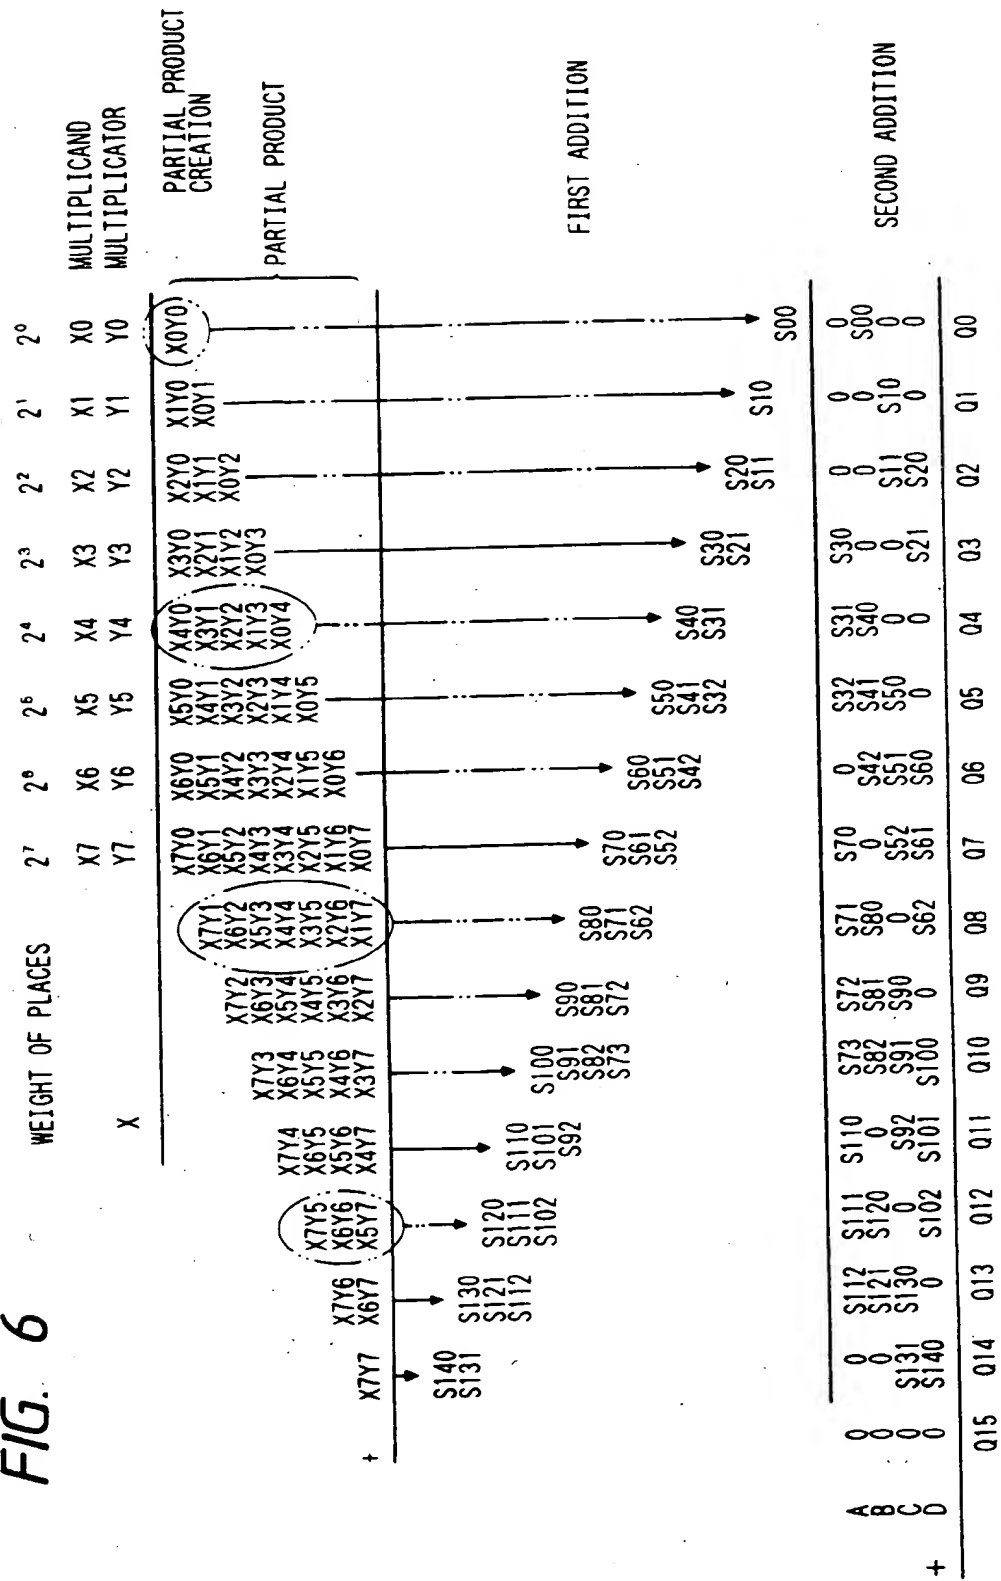 FIG. 6
WEIGHT OF PLACES 2⁷ 2⁶ 2⁵ 2⁴ 2³ 2² 2¹ 2⁰
X7 X6 X5 X4 X3 X2 X1 X0 MULTIPLICAND
X Y7. Y6 Y5 Y4 Y3 Y2 Y1 Y0 MULTIPLICATOR
X7Y0 X6Y0 X5Y0 X4Y0 X3Y0 X2Y0 X1Y0 X0Y0 PARTIAL PRODUCT
X7Y1 X6Y1 X5Y1 X4Y1 X3Y1 X2Y1 X1Y1 X0Y1 CREATION
X7Y2 X6Y2 X5Y2 X4Y2 X3Y2 X2Y2 X1Y2 X0Y2
X7Y3 X6Y3 X5Y3 X4Y3 X3Y3 X2Y3 X1Y3 X0Y3
X7Y4 X6Y4 X5Y4 X4Y4 X3Y4 X2Y4 X1Y4 X0Y4 PARTIAL PRODUCT
X7Y5 X6Y5 X5Y5 X4Y5 X3Y5 X2Y5 X1Y5 X0Y5
X7Y6 X6Y6 X5Y6 X4Y6 X3Y6 X2Y6 X1Y6 X0Y6
+ X7Y7 X6Y7 X5Y7 X4Y7 X3Y7 X2Y7 X1Y7 X0Y7
S140
S131 S130
S121 S120
S112 S111 S110
S102 S101 S100
S92 S91 S90 FIRST ADDITION
S82 S81 S80
S73 S72 S71 S70
S62 S61 S60
S52 S51 S50
S42 S41 S40
S32 S31 S30
S21 S20
S11 S10
S00
A 0 0 S112 S111 S110 S73 S72 S71 S70 0 S32 S31 S30 0 0 0
B 0 0 S121 S120 0 S82 S81 S80 0 S42 S41 S40 0 0 0 S00 SECOND ADDITION
C 0 S131 S130 0 S92 S91 S90 0 S52 S51 S50 0 0 S11 S10 0
+ D 0 S140 0 S102 S101 S100 0 S62 S61 S60 0 0 S21 S20 0 0
Q15 Q14 Q13 Q12 Q11 Q10 Q9 Q8 Q7 Q6 Q5 Q4 Q3 Q2 Q1 Q0